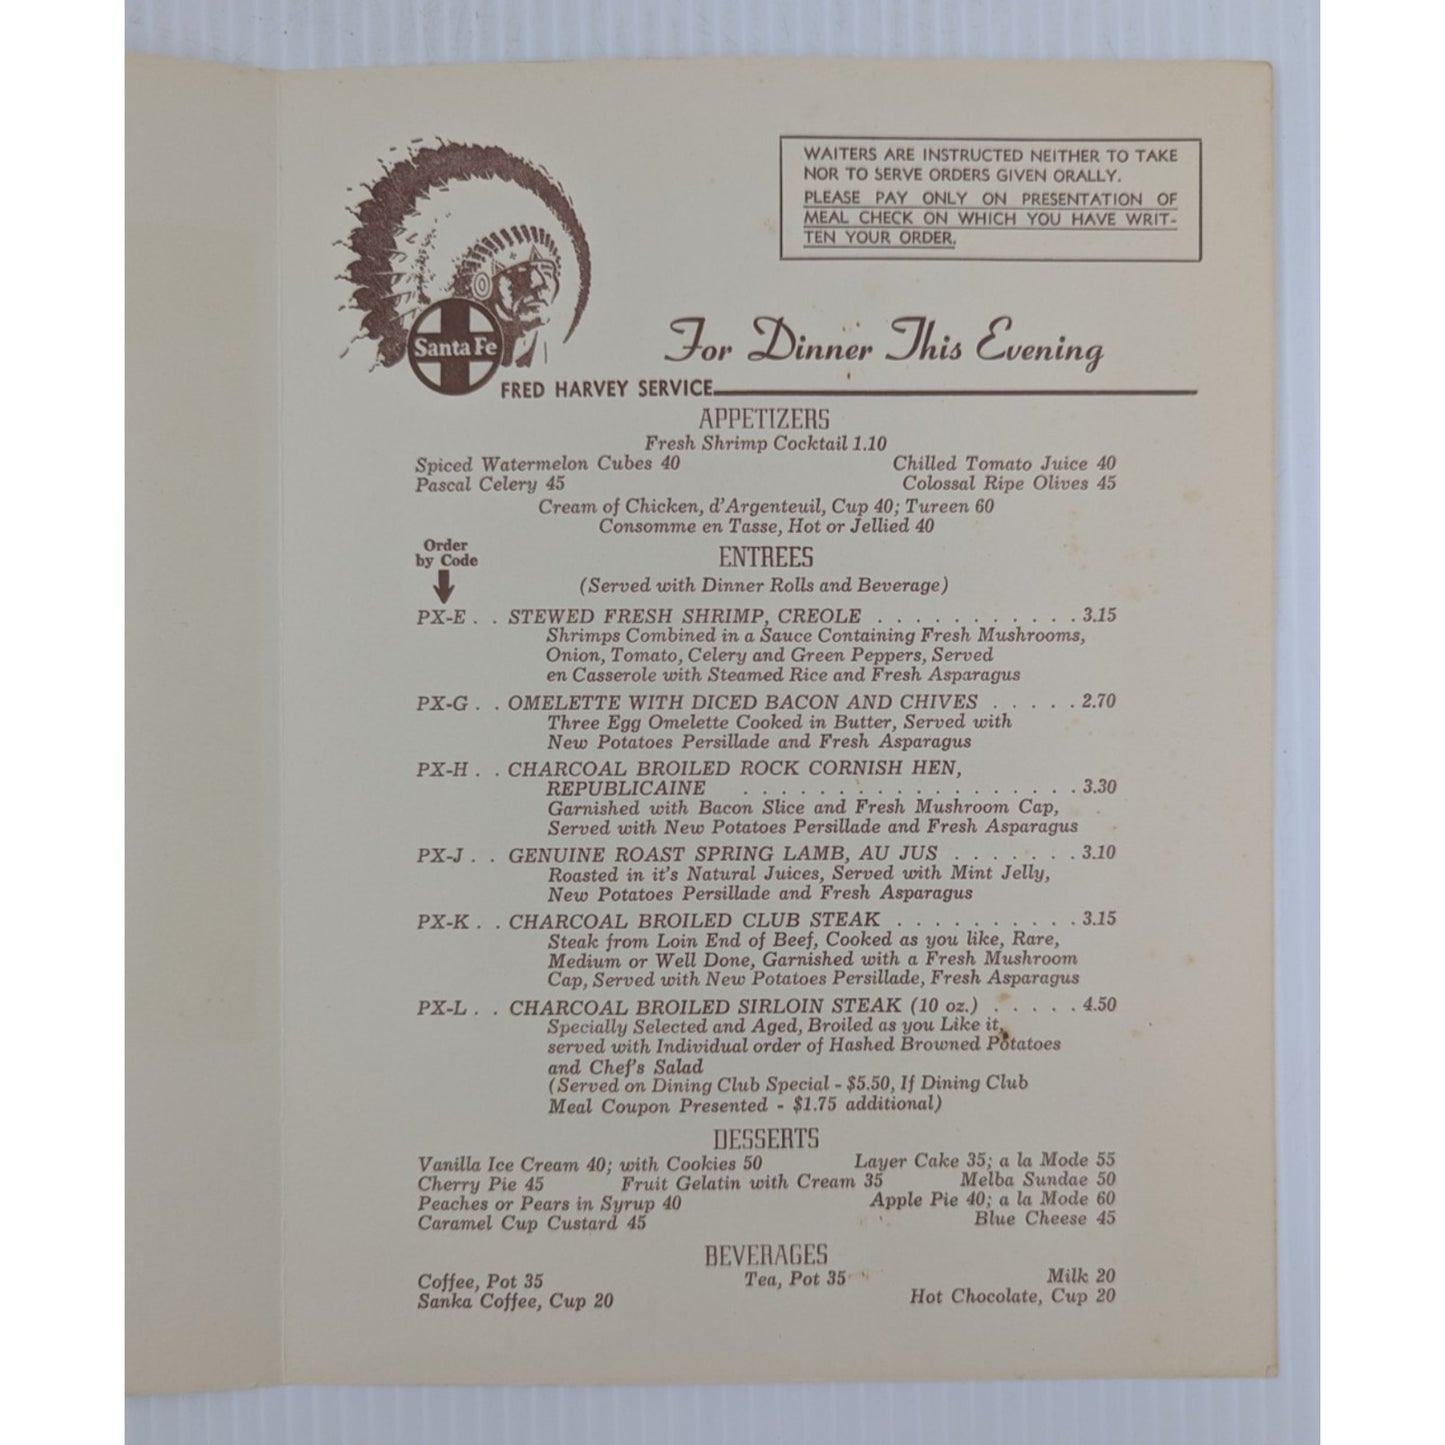 WAITERS ARE INSTRUCTED NEITHER TO TAKE
NOR TO SERVE ORDERS GIVEN ORALLY.
PLEASE PAY ONLY ON PRESENTATION OF
MEAL CHECK ON WHICH YOU HAVE WRIT-
TEN YOUR ORDER.
Santa Fe
For Dinner This Evening
FRED HARVEY SERVICE
APPETIZERS
Fresh Shrimp Cocktail 1.10
Spiced Watermelon Cubes 40 Chilled Tomato Juice 40
Pascal Celery 45 Colossal Ripe Olives 45
Cream of Chicken, d'Argenteuil, Cup 40; Tureen 60
Consomme en Tasse, Hot or Jellied 40
Order
by Code
ENTREES
(Served with Dinner Rolls and Beverage)
PX-E . . STEWED FRESH SHRIMP, CREOLE . . . . . . . . . . . 3.15
Shrimps Combined in a Sauce Containing Fresh Mushrooms,
Onion, Tomato, Celery and Green Peppers, Served
en Casserole with Steamed Rice and Fresh Asparagus
PX-G . . OMELETTE WITH DICED BACON AND CHIVES . . . . . 2.70
Three Egg Omelette Cooked in Butter, Served with
New Potatoes Persillade and Fresh Asparagus
PX-H . . CHARCOAL BROILED ROCK CORNISH HEN,
REPUBLICAINE . . . . . . . . . . . . . . . . . . 3.30
Garnished with Bacon Slice and Fresh Mushroom Cap,
Served with New Potatoes Persillade and Fresh Asparagus
PX-J . . GENUINE ROAST SPRING LAMB, AU JUS . . . . . . . 3.10
Roasted in it's Natural Juices, Served with Mint Jelly,
New Potatoes Persillade and Fresh Asparagus
PX-K . . CHARCOAL BROILED CLUB STEAK . . . . . . . . . . 3.15
Steak from Loin End of Beef, Cooked as you like, Rare,
Medium or Well Done, Garnished with a Fresh Mushroom
Cap, Served with New Potatoes Persillade, Fresh Asparagus
PX-L . . CHARCOAL BROILED SIRLOIN STEAK (10 oz.) . . . . . 4.50
Specially Selected and Aged, Broiled as you Like it,
served with Individual order of Hashed Browned Potatoes
and Chef's Salad
(Served on Dining Club Special - $5.50, If Dining Club
Meal Coupon Presented - $1.75 additional)
DESSERTS
Vanilla Ice Cream 40; with Cookies 50 Layer Cake 35; a la Mode 55
Cherry Pie 45 Fruit Gelatin with Cream 35 Melba Sundae 50
Peaches or Pears in Syrup 40 Apple Pie 40; a la Mode 60
Caramel Cup Custard 45 Blue Cheese 45
BEVERAGES
Coffee, Pot 35 Tea, Pot 35 Milk 20
Sanka Coffee, Cup 20 Hot Chocolate, Cup 20